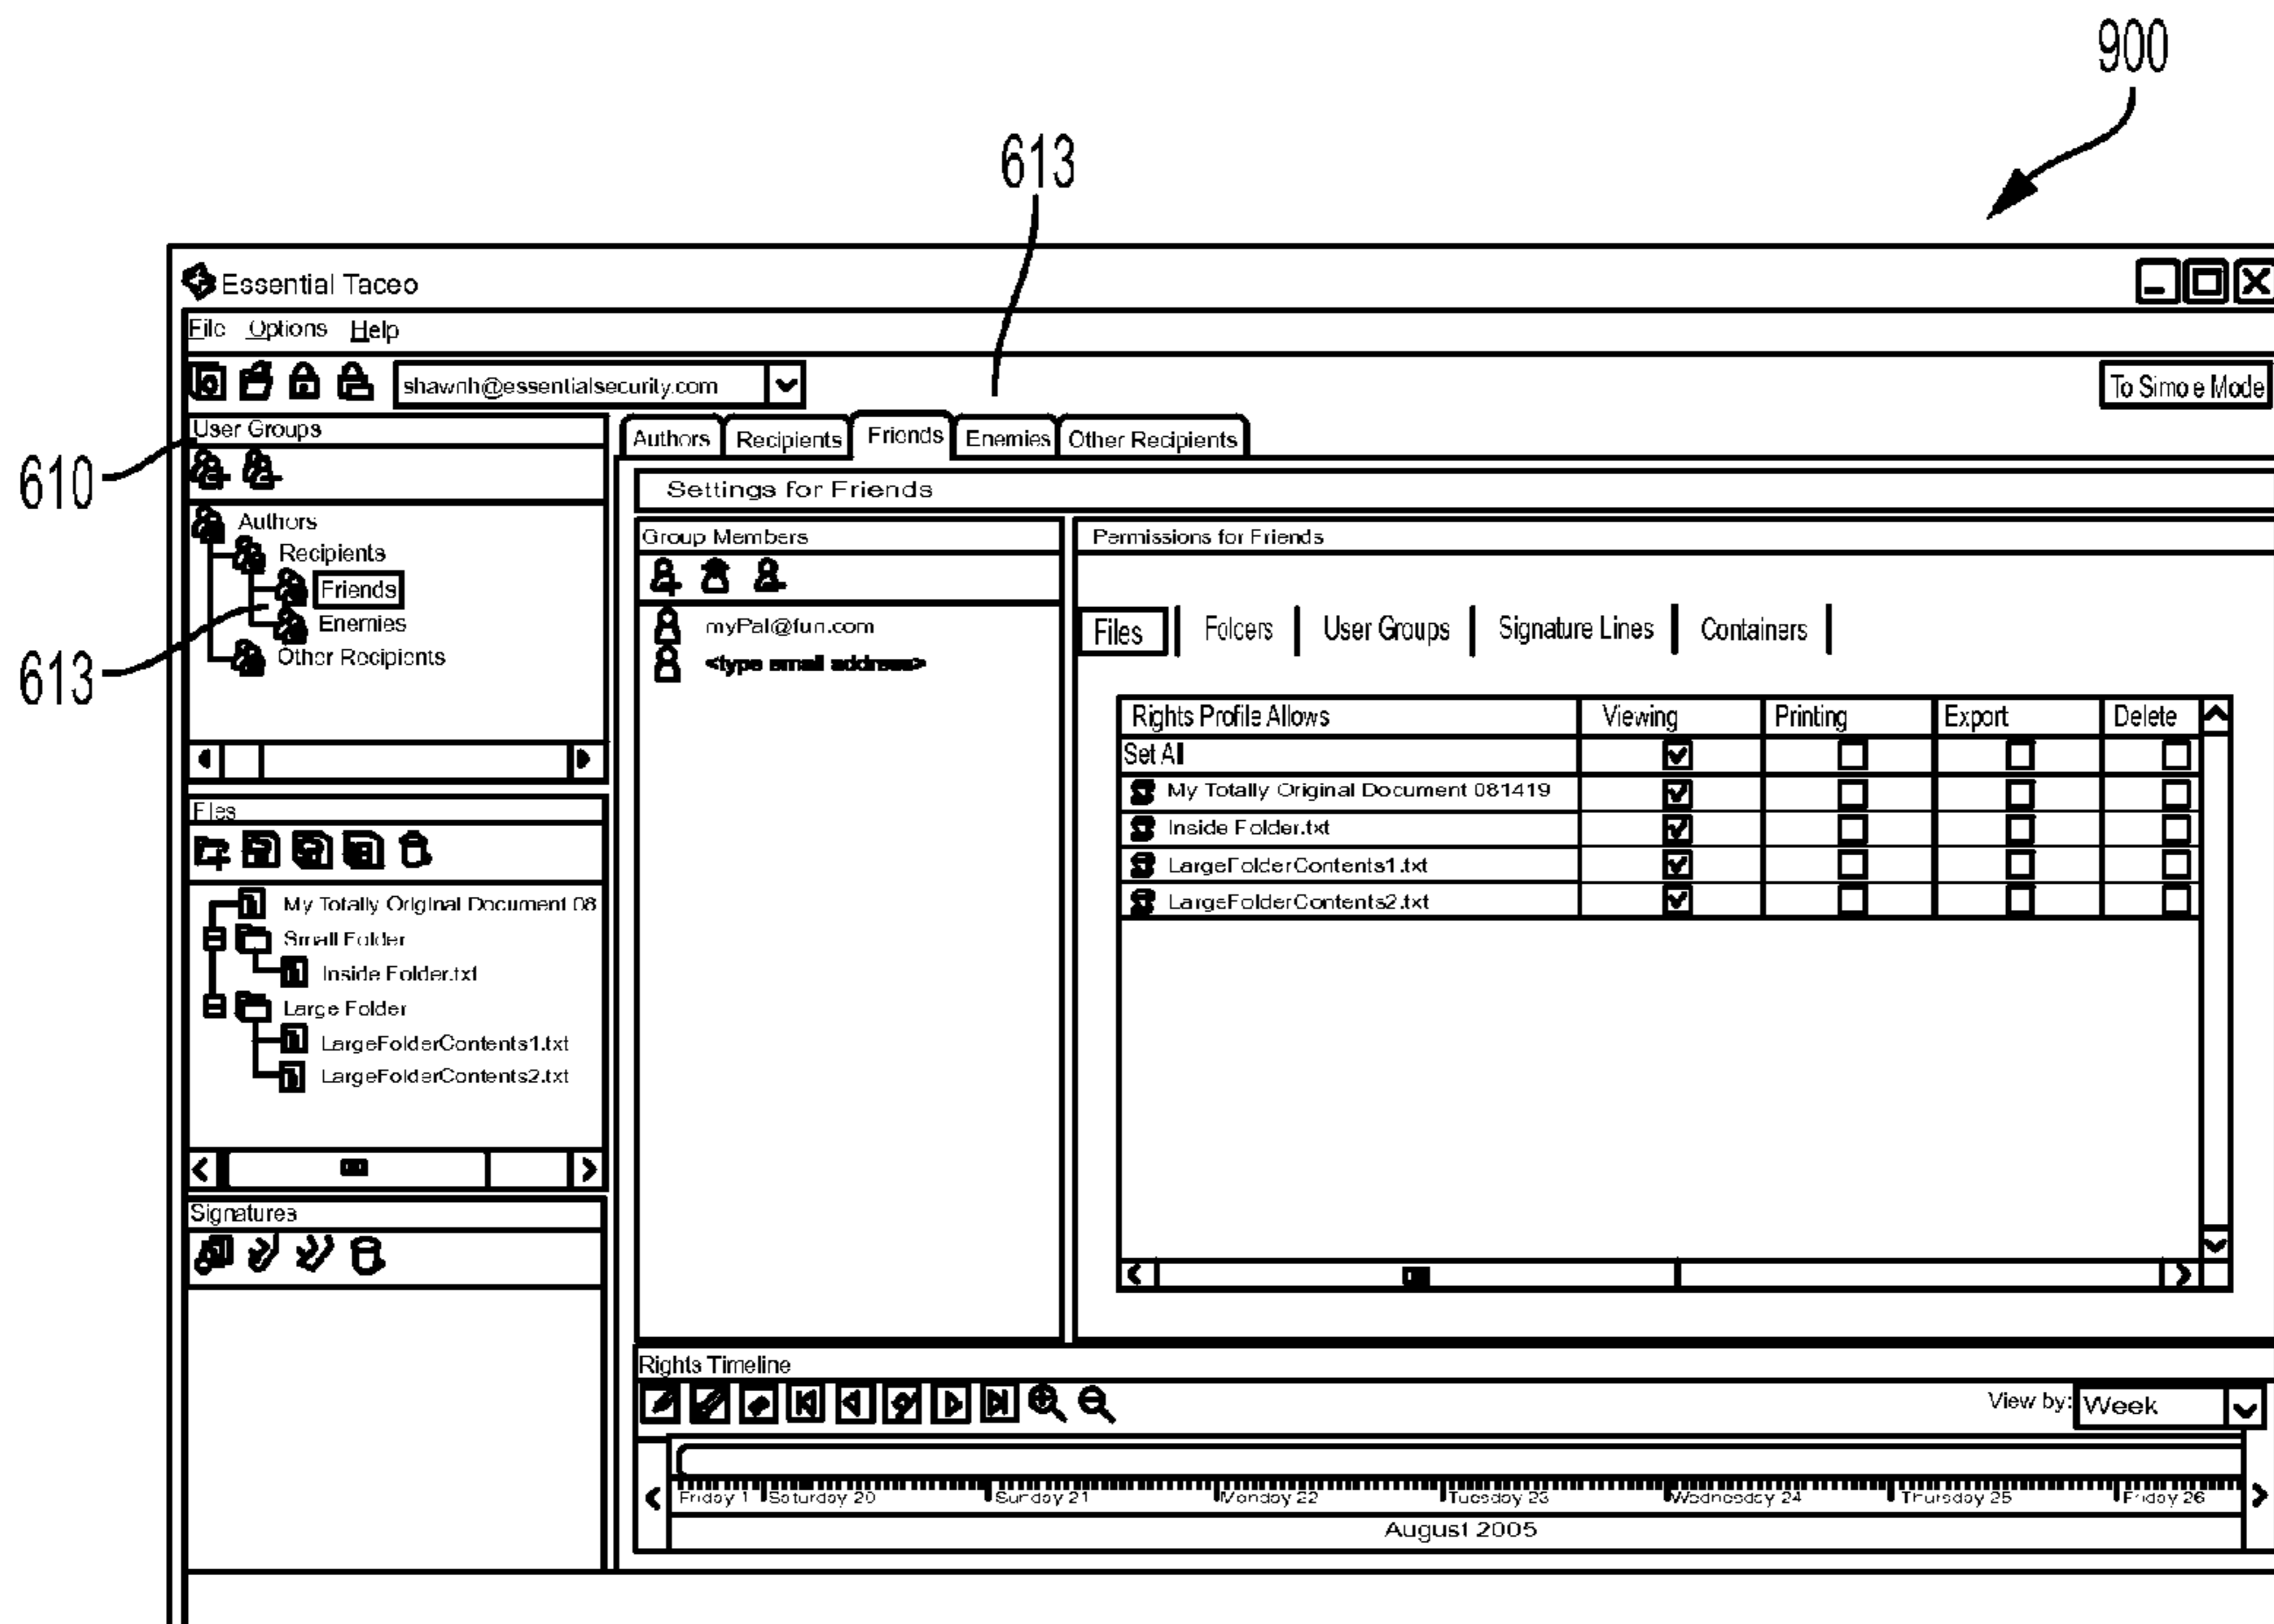 900
613
Essential Taceo
File Options Help
shawnh@essentialsecurity.com
To Simo e Mode
User Groups
610
Authors
Recipients
Friends
Enemies
Other Recipients
613
Authors Recipients Friends Enemies Other Recipients
Settings for Friends
Group Members
myPal@fun.com
<type email address>
Permissions for Friends
Files Folcers User Groups Signature Lines Containers
Rights Profile Allows Viewing Printing Export Delete
Set All
My Totally Original Document 081419
Inside Folder.txt
LargeFolderContents1.txt
LargeFolderContents2.txt
Files
My Totally Original Document 08
Small Folder
Inside Folder.txt
Large Folder
LargeFolderContents1.txt
LargeFolderContents2.txt
Signatures
Rights Timeline
View by: Week
Friday 1 Saturday 20 Sunday 21 Monday 22 Tuesday 23 Wednesday 24 Thursday 25 Friday 26
August 2005